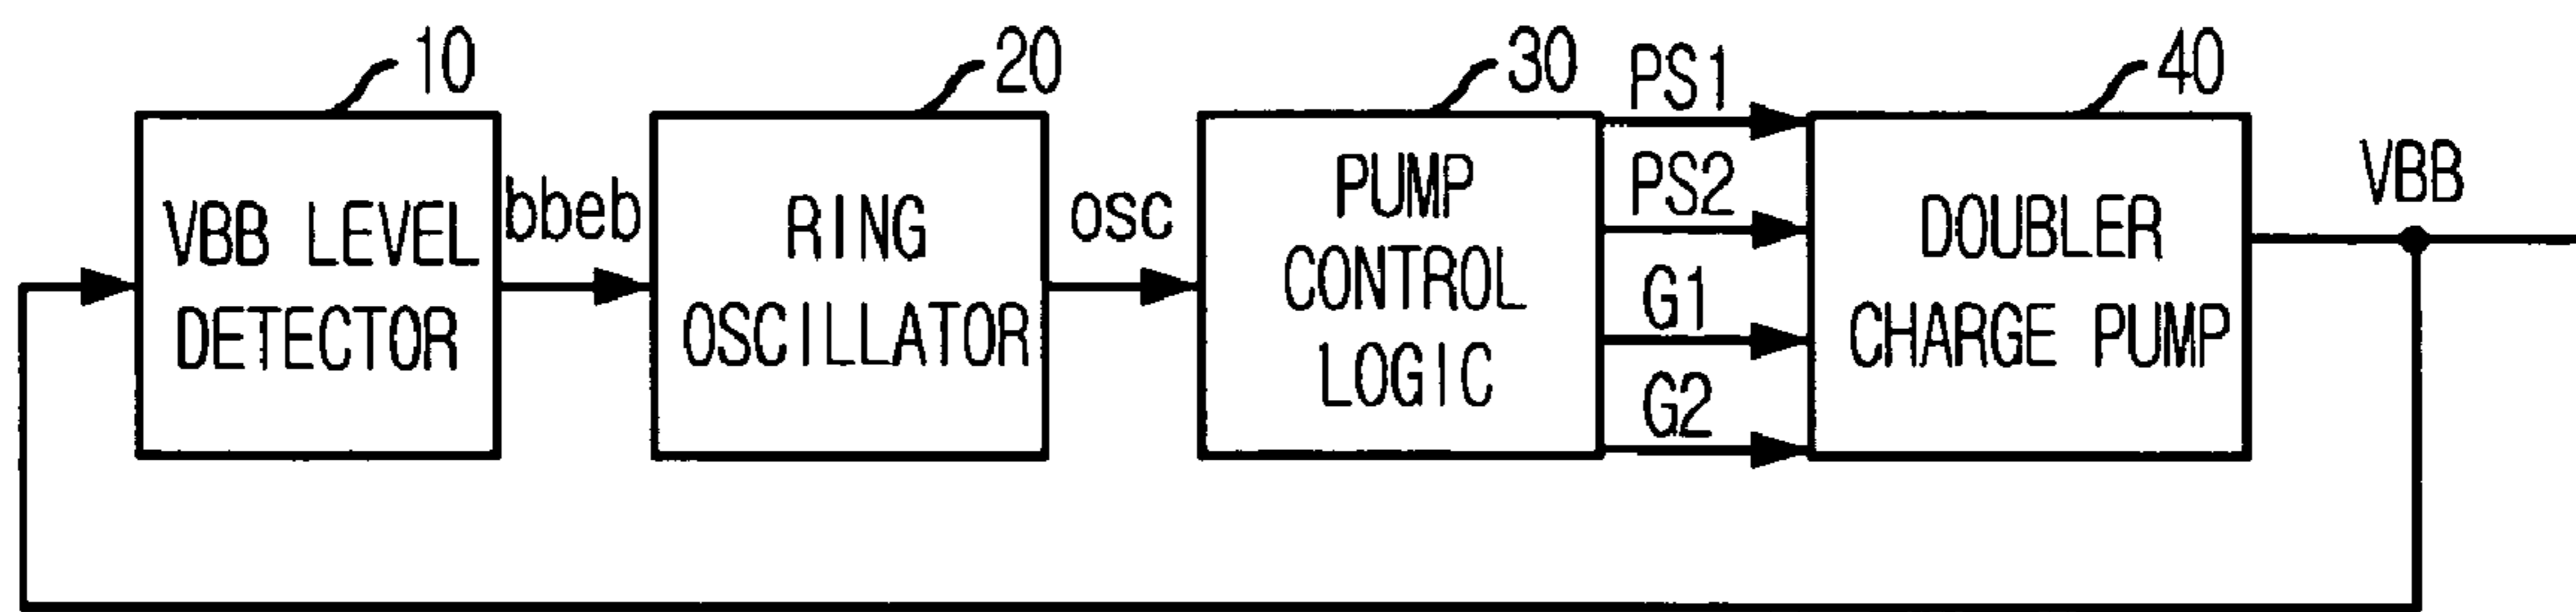 10
20
30
40
PS1
PS2
G1
G2
VBB
bbeb
osc
VBB LEVEL
DETECTOR
RING
OSCILLATOR
PUMP
CONTROL
LOGIC
DOUBLER
CHARGE PUMP